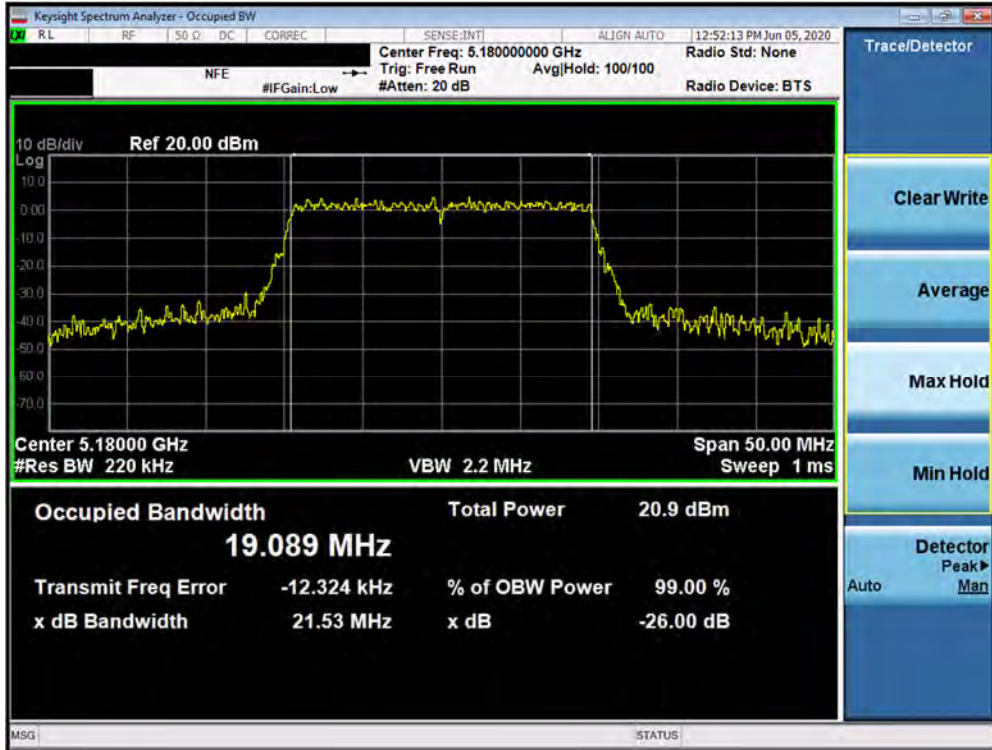 Keysight Spectrum Analyzer - Occupied BW
LXI RL RF 50 Ω DC CORREC SENSE:INT ALIGN AUTO 12:52:13 PM Jun 05, 2020
Center Freq: 5.180000000 GHz Radio Std: None
NFE Trig: Free Run Avg|Hold: 100/100
#IFGain:Low #Atten: 20 dB Radio Device: BTS
Trace/Detector
10 dB/div Ref 20.00 dBm
Log
10.0
0.00
-10.0
-20.0
-30.0
-40.0
-50.0
-60.0
-70.0
Center 5.18000 GHz Span 50.00 MHz
#Res BW 220 kHz VBW 2.2 MHz Sweep 1 ms
Occupied Bandwidth Total Power 20.9 dBm
19.089 MHz
Transmit Freq Error -12.324 kHz % of OBW Power 99.00 %
x dB Bandwidth 21.53 MHz x dB -26.00 dB
Clear Write
Average
Max Hold
Min Hold
Detector
Peak▶
Auto Man
MSG STATUS